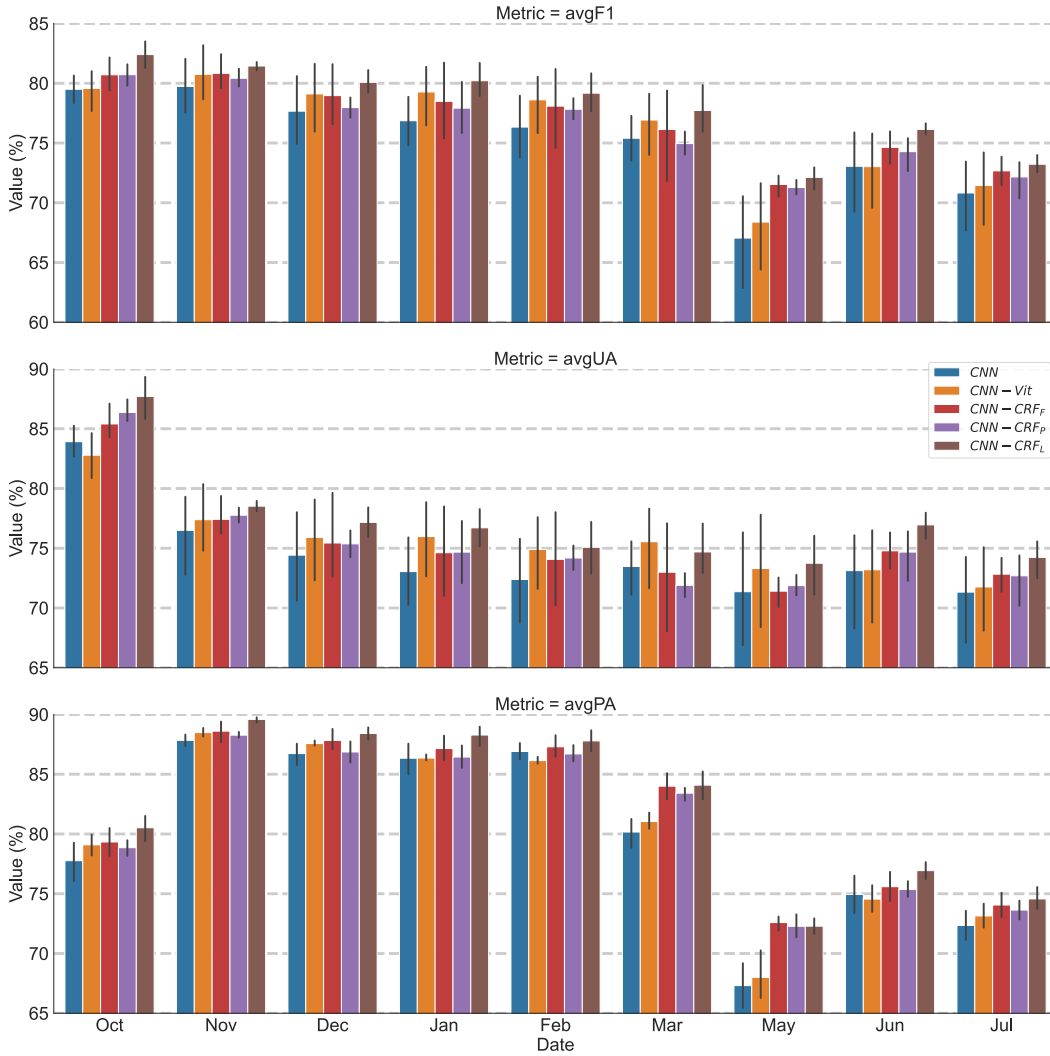 Metric = avgF1
85
80
75
70
65
60
Value (%)
Metric = avgUA
90
85
80
75
70
65
Value (%)
CNN
CNN − Vit
CNN − CRF_F
CNN − CRF_P
CNN − CRF_L
Metric = avgPA
90
85
80
75
70
65
Value (%)
Oct Nov Dec Jan Feb Mar May Jun Jul
Date